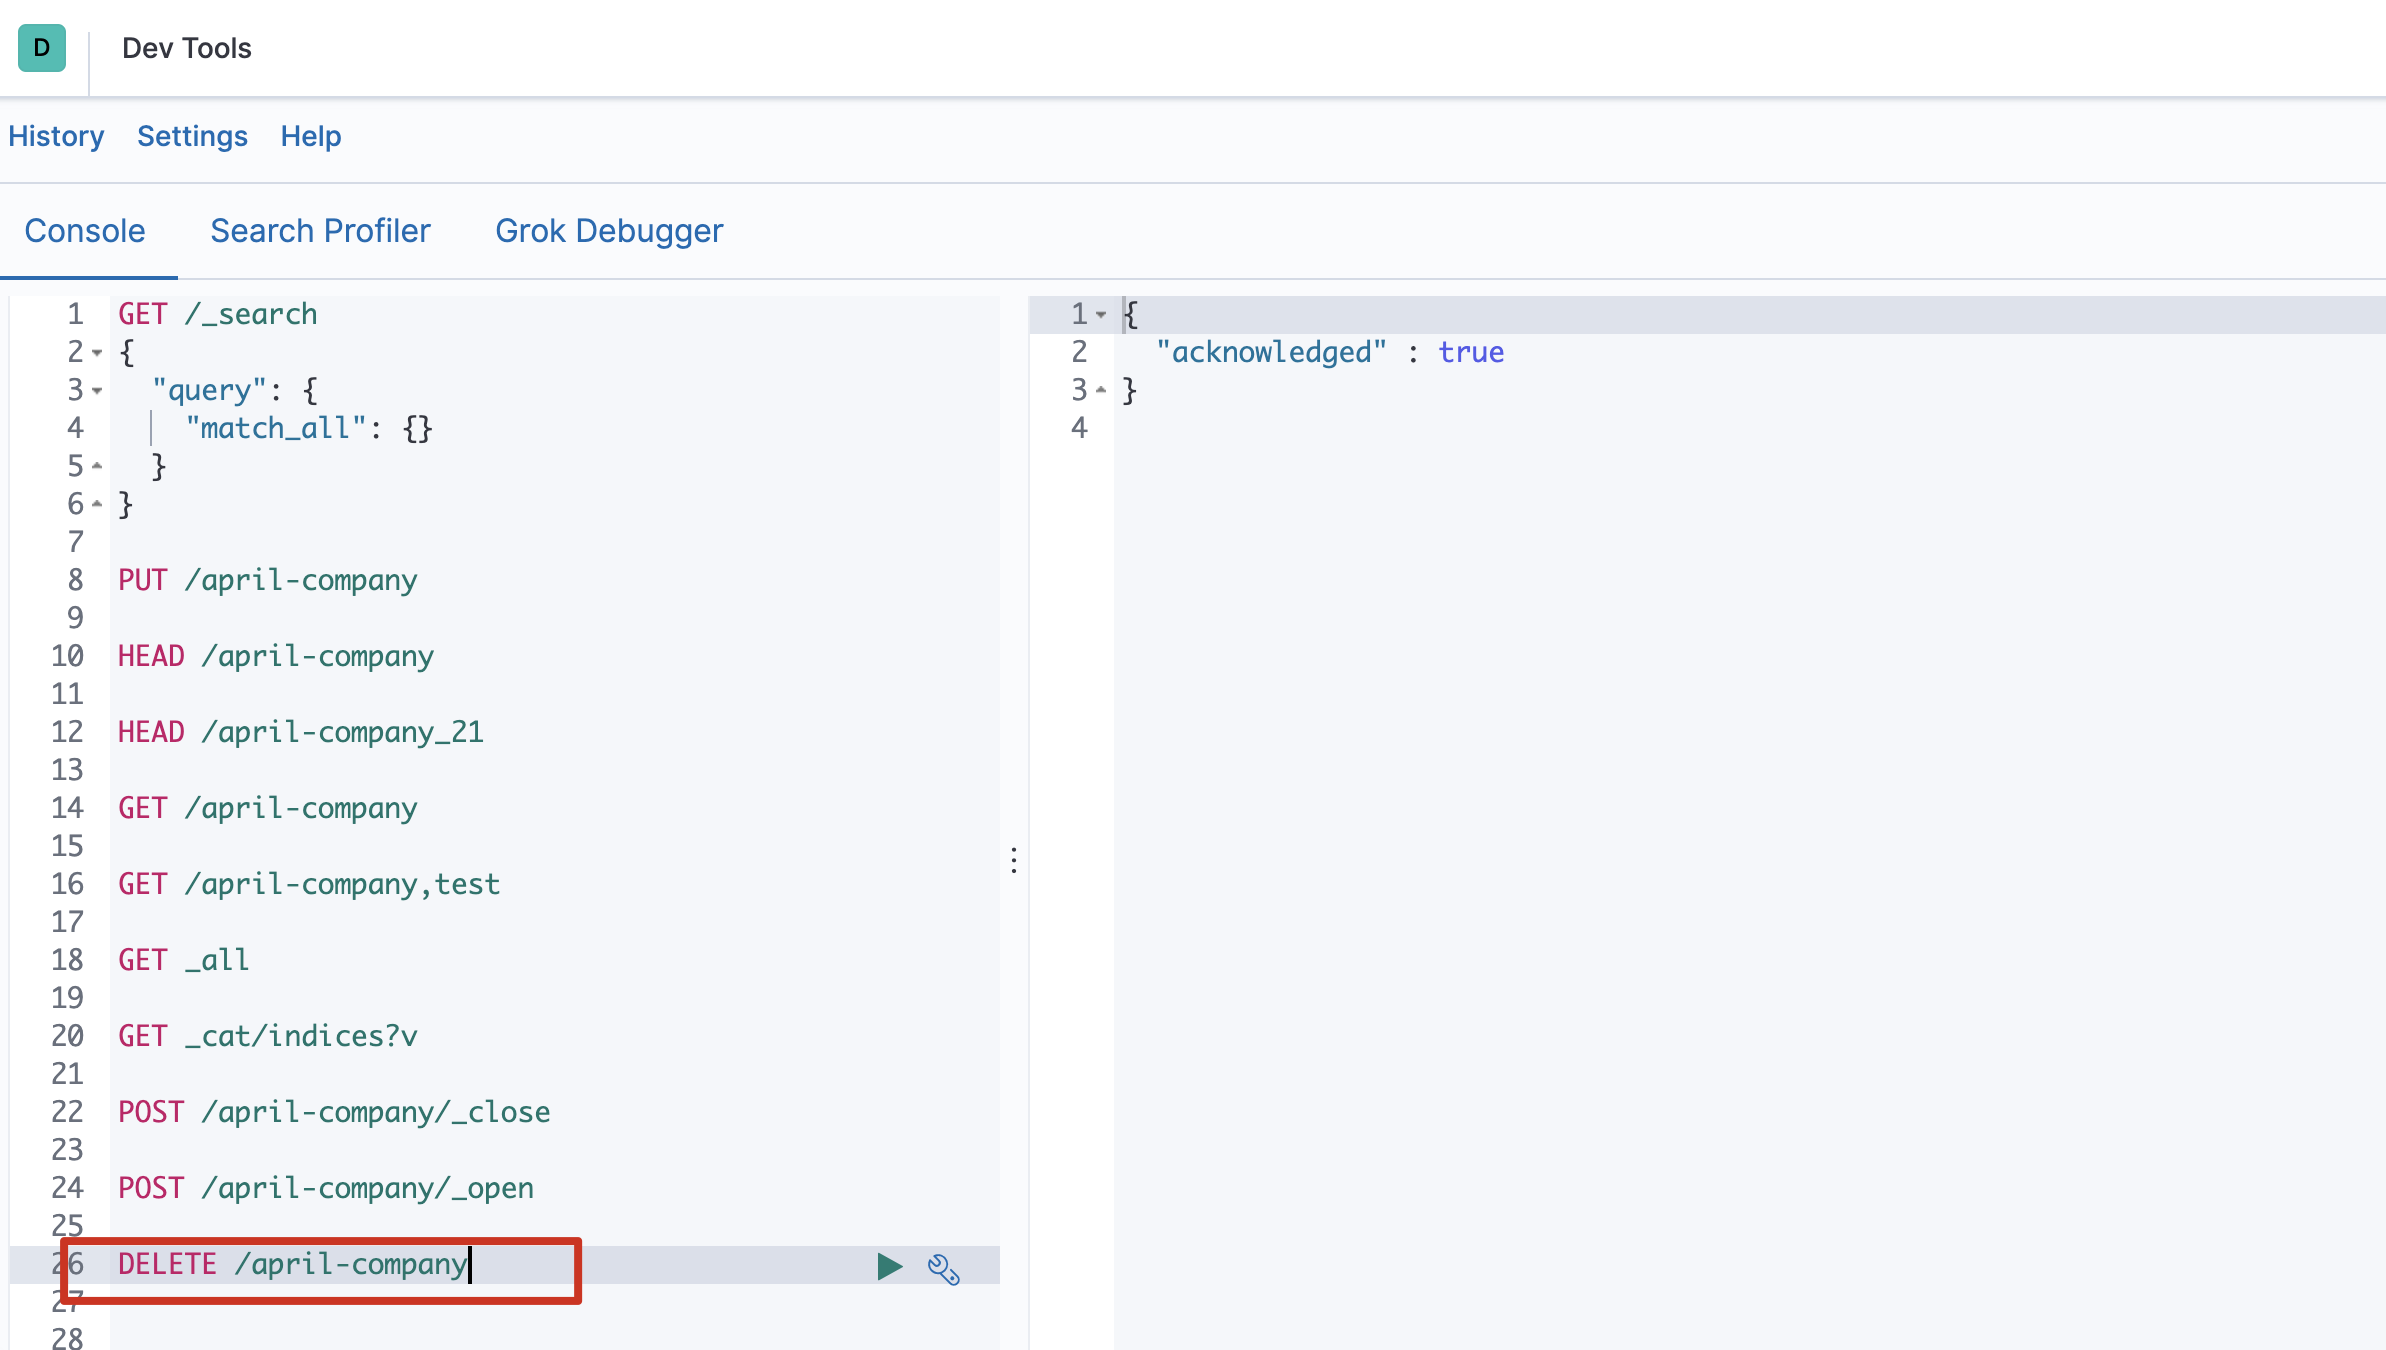 D Dev Tools
History Settings Help
Console Search Profiler Grok Debugger
1 GET /_search
2 {
3   "query": {
4     "match_all": {}
5   }
6 }
7
8 PUT /april-company
9
10 HEAD /april-company
11
12 HEAD /april-company_21
13
14 GET /april-company
15
16 GET /april-company,test
17
18 GET _all
19
20 GET _cat/indices?v
21
22 POST /april-company/_close
23
24 POST /april-company/_open
25
26 DELETE /april-company
27
28
1 {
2   "acknowledged" : true
3 }
4